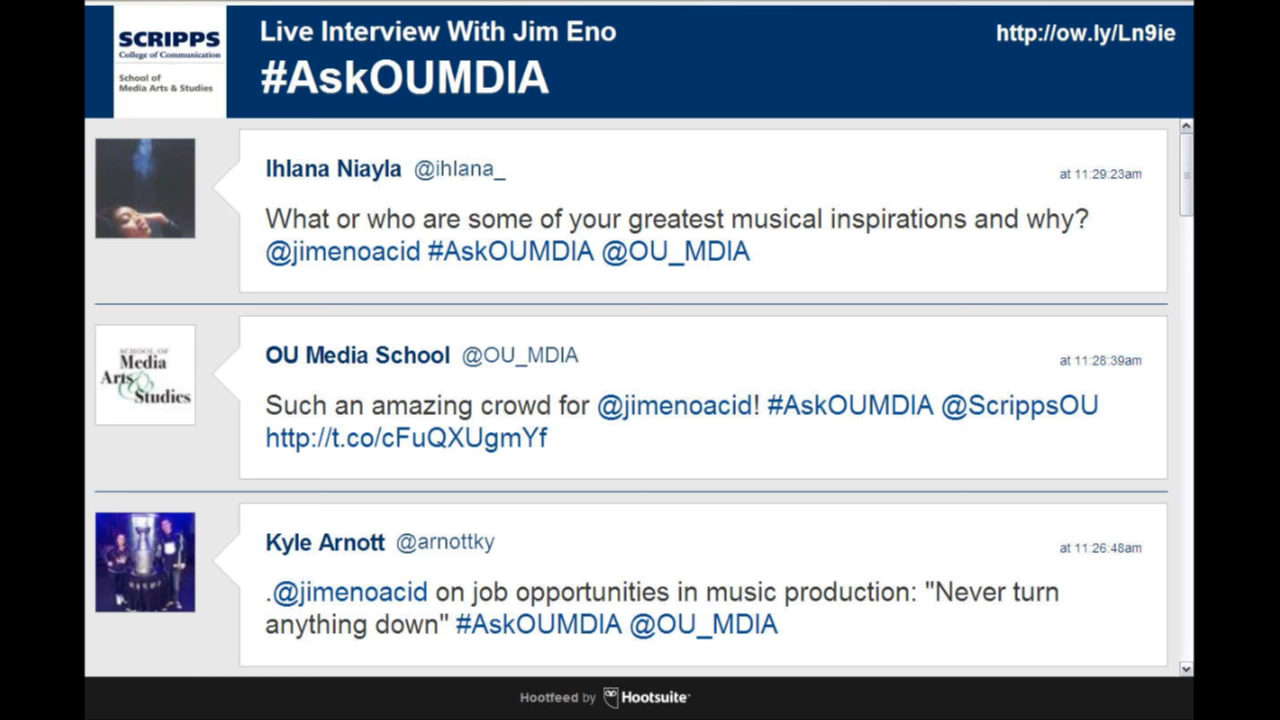 SCRIPPS
College of Communication
School of
Media Arts & Studies
Live Interview With Jim Eno
#AskOUMDIA
http://ow.ly/Ln9ie
Ihlana Niayla @ihlana_
at 11:29:23am
What or who are some of your greatest musical inspirations and why?
@jimenoacid #AskOUMDIA @OU_MDIA
SCHOOL OF
Media
Arts &
Studies
OU Media School @OU_MDIA
at 11:28:39am
Such an amazing crowd for @jimenoacid! #AskOUMDIA @ScrippsOU
http://t.co/cFuQXUgmYf
Kyle Arnott @arnottky
at 11:26:48am
.@jimenoacid on job opportunities in music production: "Never turn
anything down" #AskOUMDIA @OU_MDIA
Hootfeed by Hootsuite